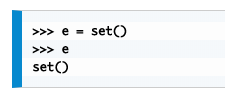 >>> e = set()
>>> e
set()